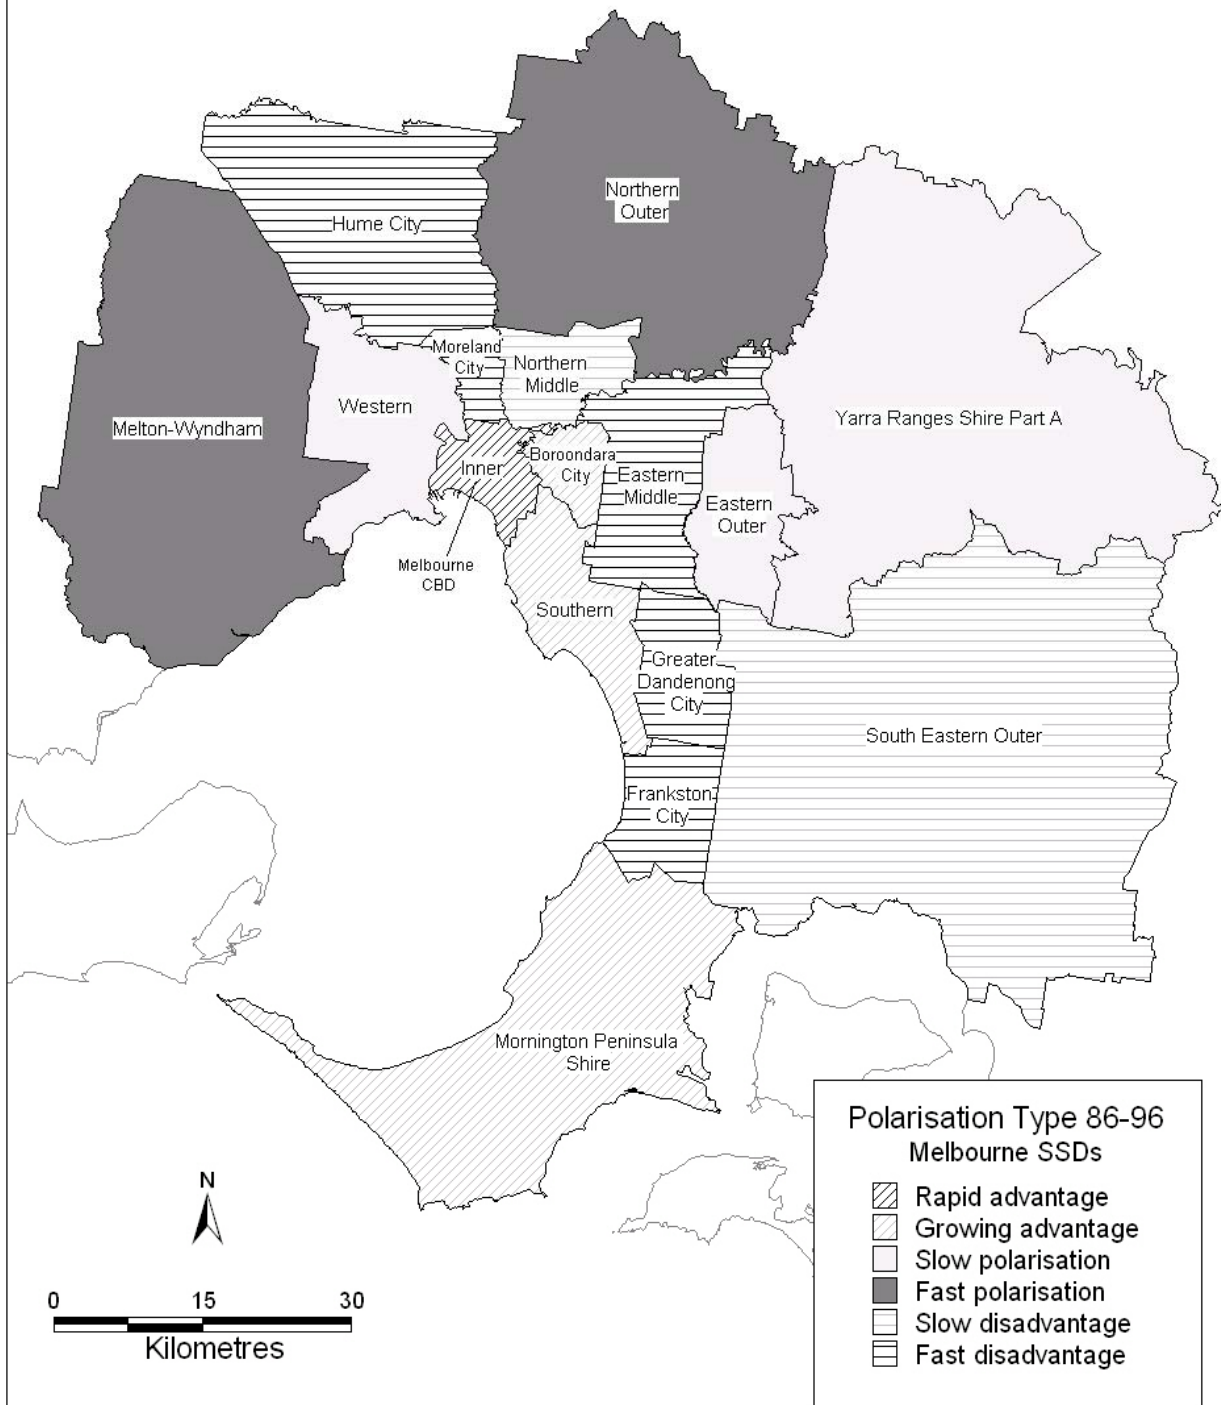 Northern
Outer
Hume City
Moreland
City
Northern
Middle
Western
Yarra Ranges Shire Part A
Melton-Wyndham
Boroondara
City
Inner
Eastern
Middle
Eastern
Outer
Melbourne
CBD
Southern
Greater
Dandenong
City
South Eastern Outer
Frankston
City
Mornington Peninsula
Shire
N
0 15 30
Kilometres
Polarisation Type 86-96
Melbourne SSDs
Rapid advantage
Growing advantage
Slow polarisation
Fast polarisation
Slow disadvantage
Fast disadvantage